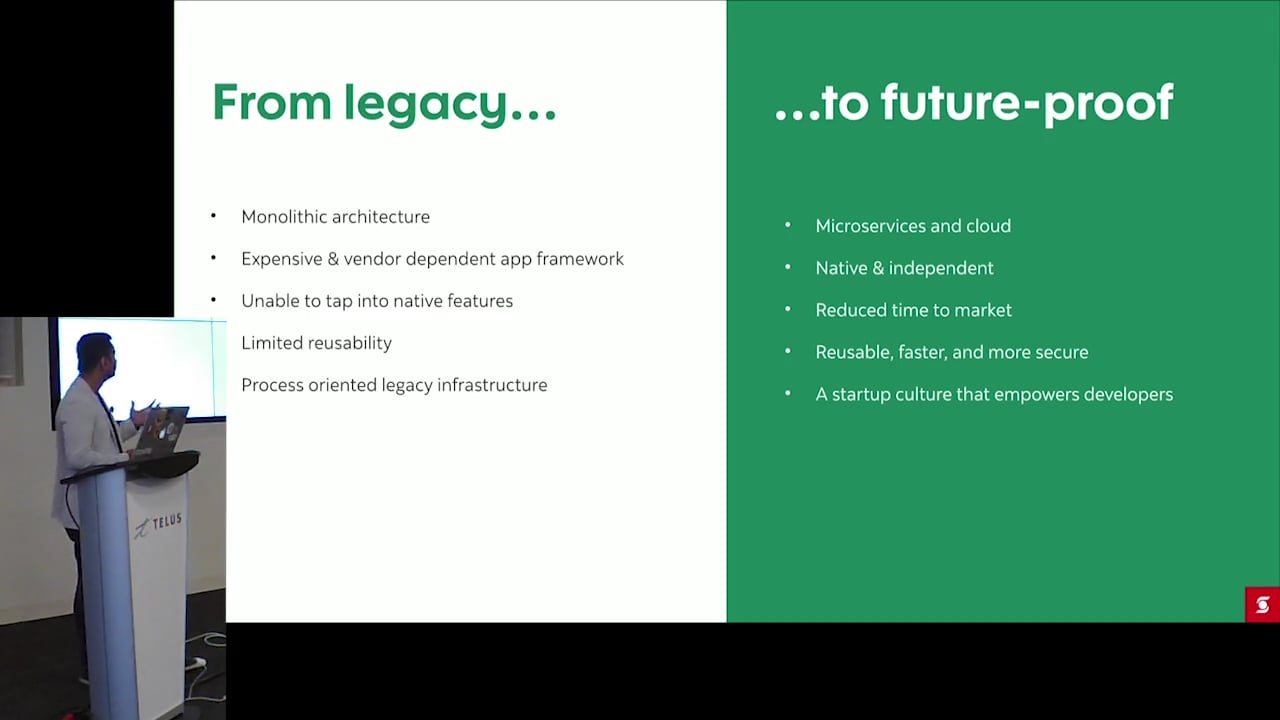 From legacy...
• Monolithic architecture
• Expensive & vendor dependent app framework
• Unable to tap into native features
Limited reusability
Process oriented legacy infrastructure
...to future-proof
• Microservices and cloud
• Native & independent
• Reduced time to market
• Reusable, faster, and more secure
• A startup culture that empowers developers
TELUS